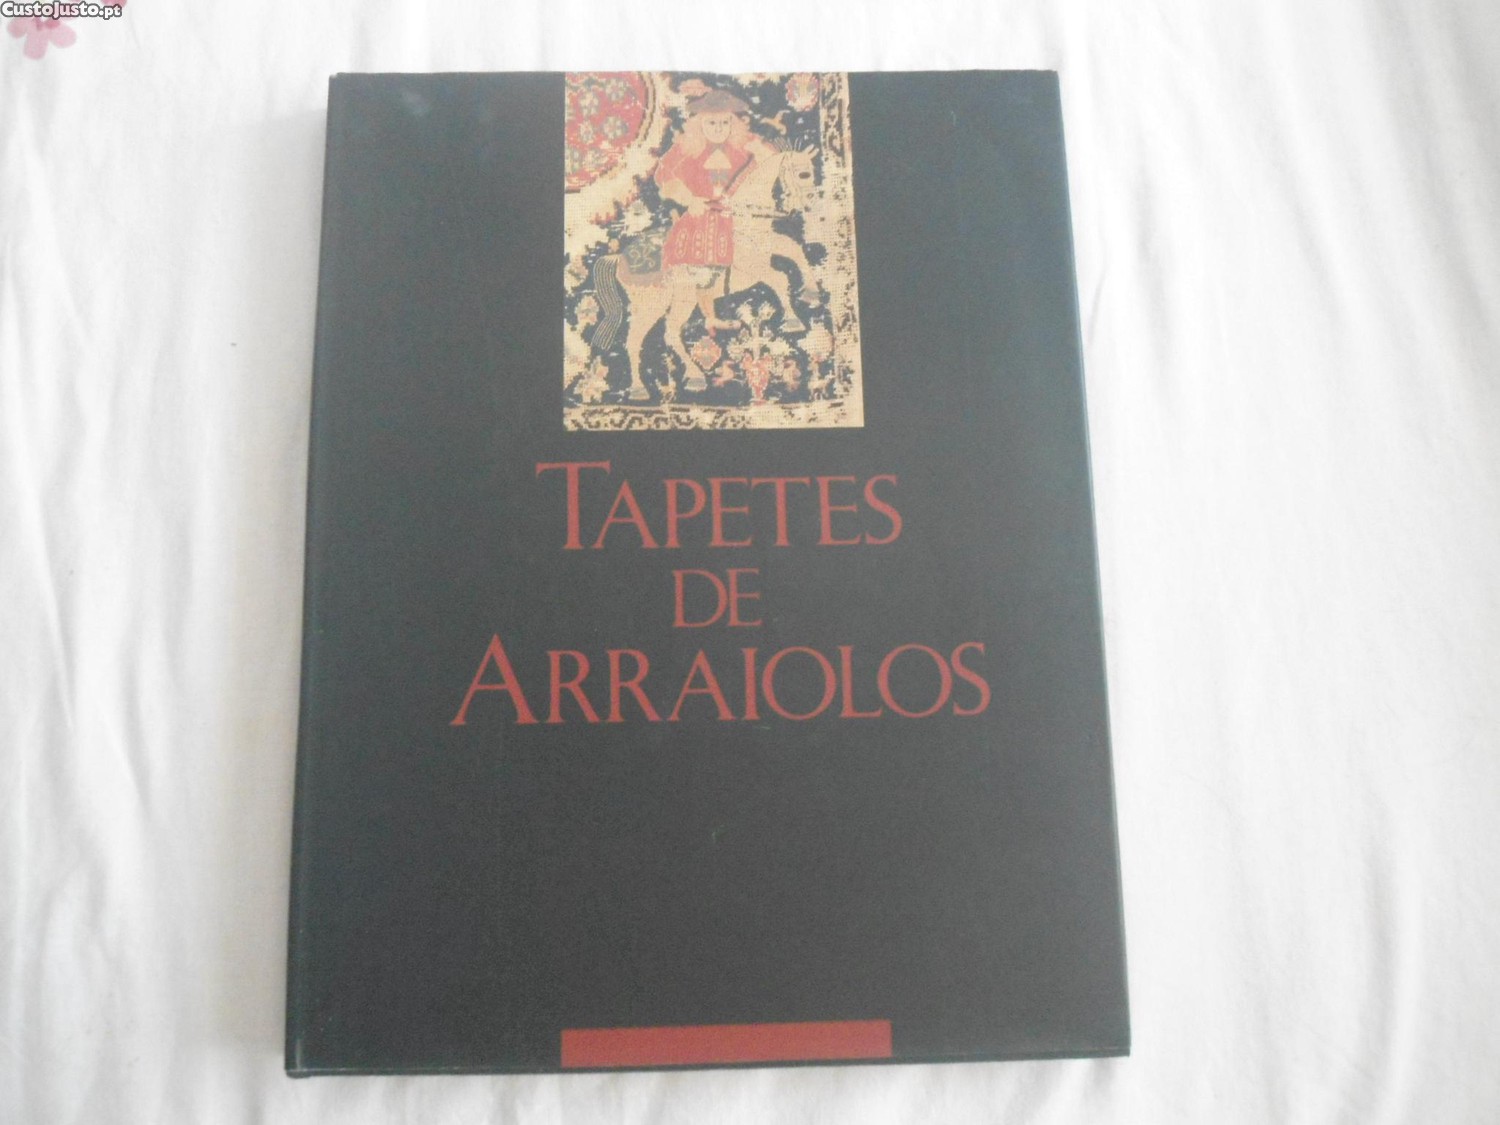 CustoJusto.pt
TAPETES
DE
ARRAIOLOS